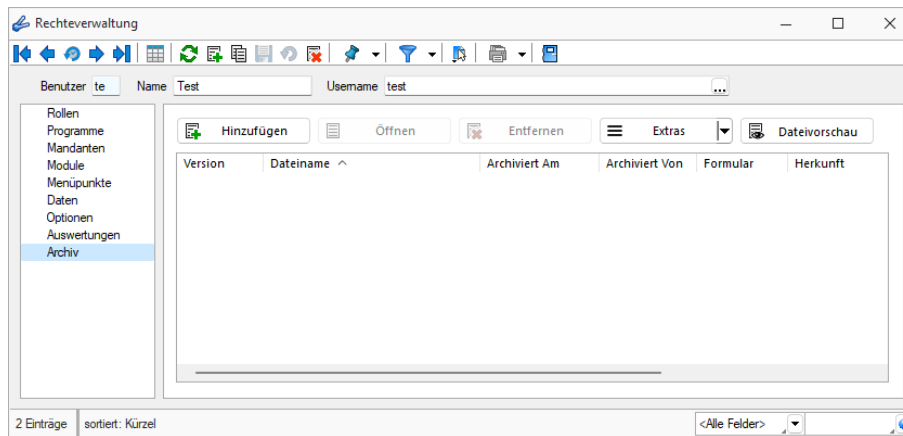 Rechteverwaltung
Benutzer te Name Test Username test ...
Rollen
Programme
Mandanten
Module
Menüpunkte
Daten
Optionen
Auswertungen
Archiv
Hinzufügen Öffnen Entfernen Extras Dateivorschau
Version Dateiname Archiviert Am Archiviert Von Formular Herkunft
2 Einträge sortiert: Kürzel <Alle Felder>